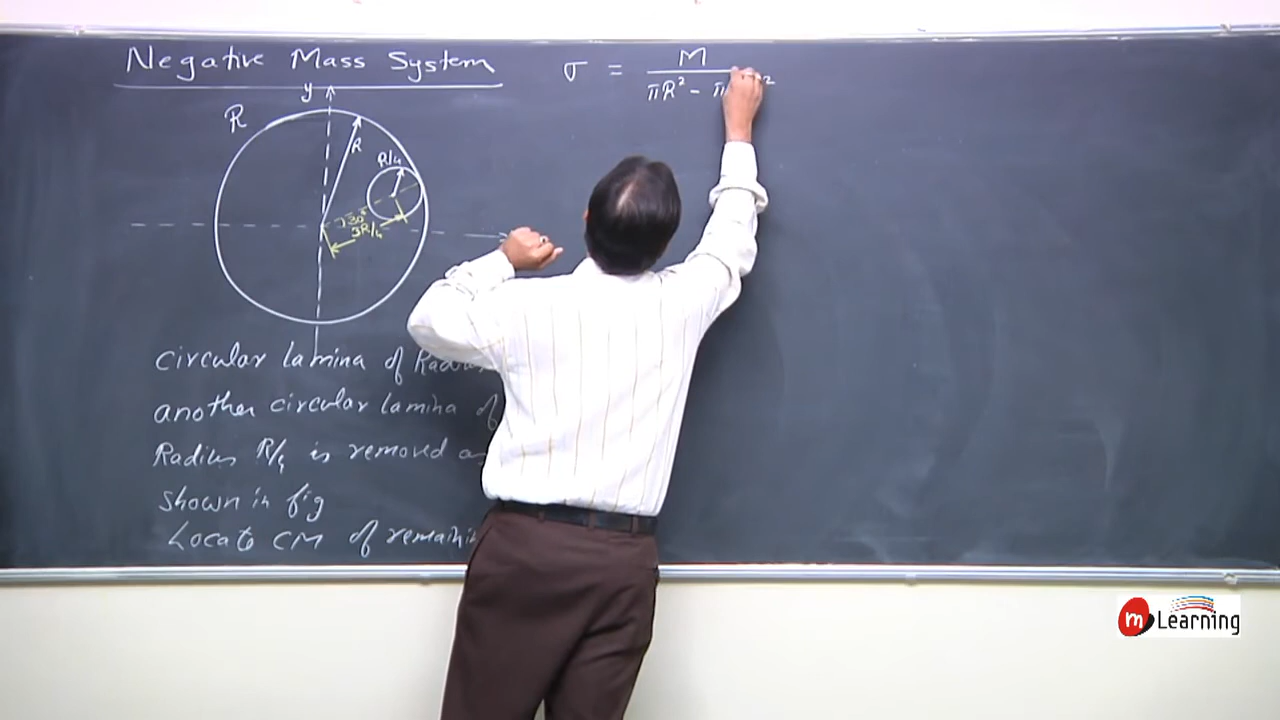 Negative Mass System
σ = M
πR² - π ²
y
R
R
R/4
30°
3R/4
circular lamina of
another circular lamina of
Radius R/4 is removed
shown in fig
Locate CM of
m Learning